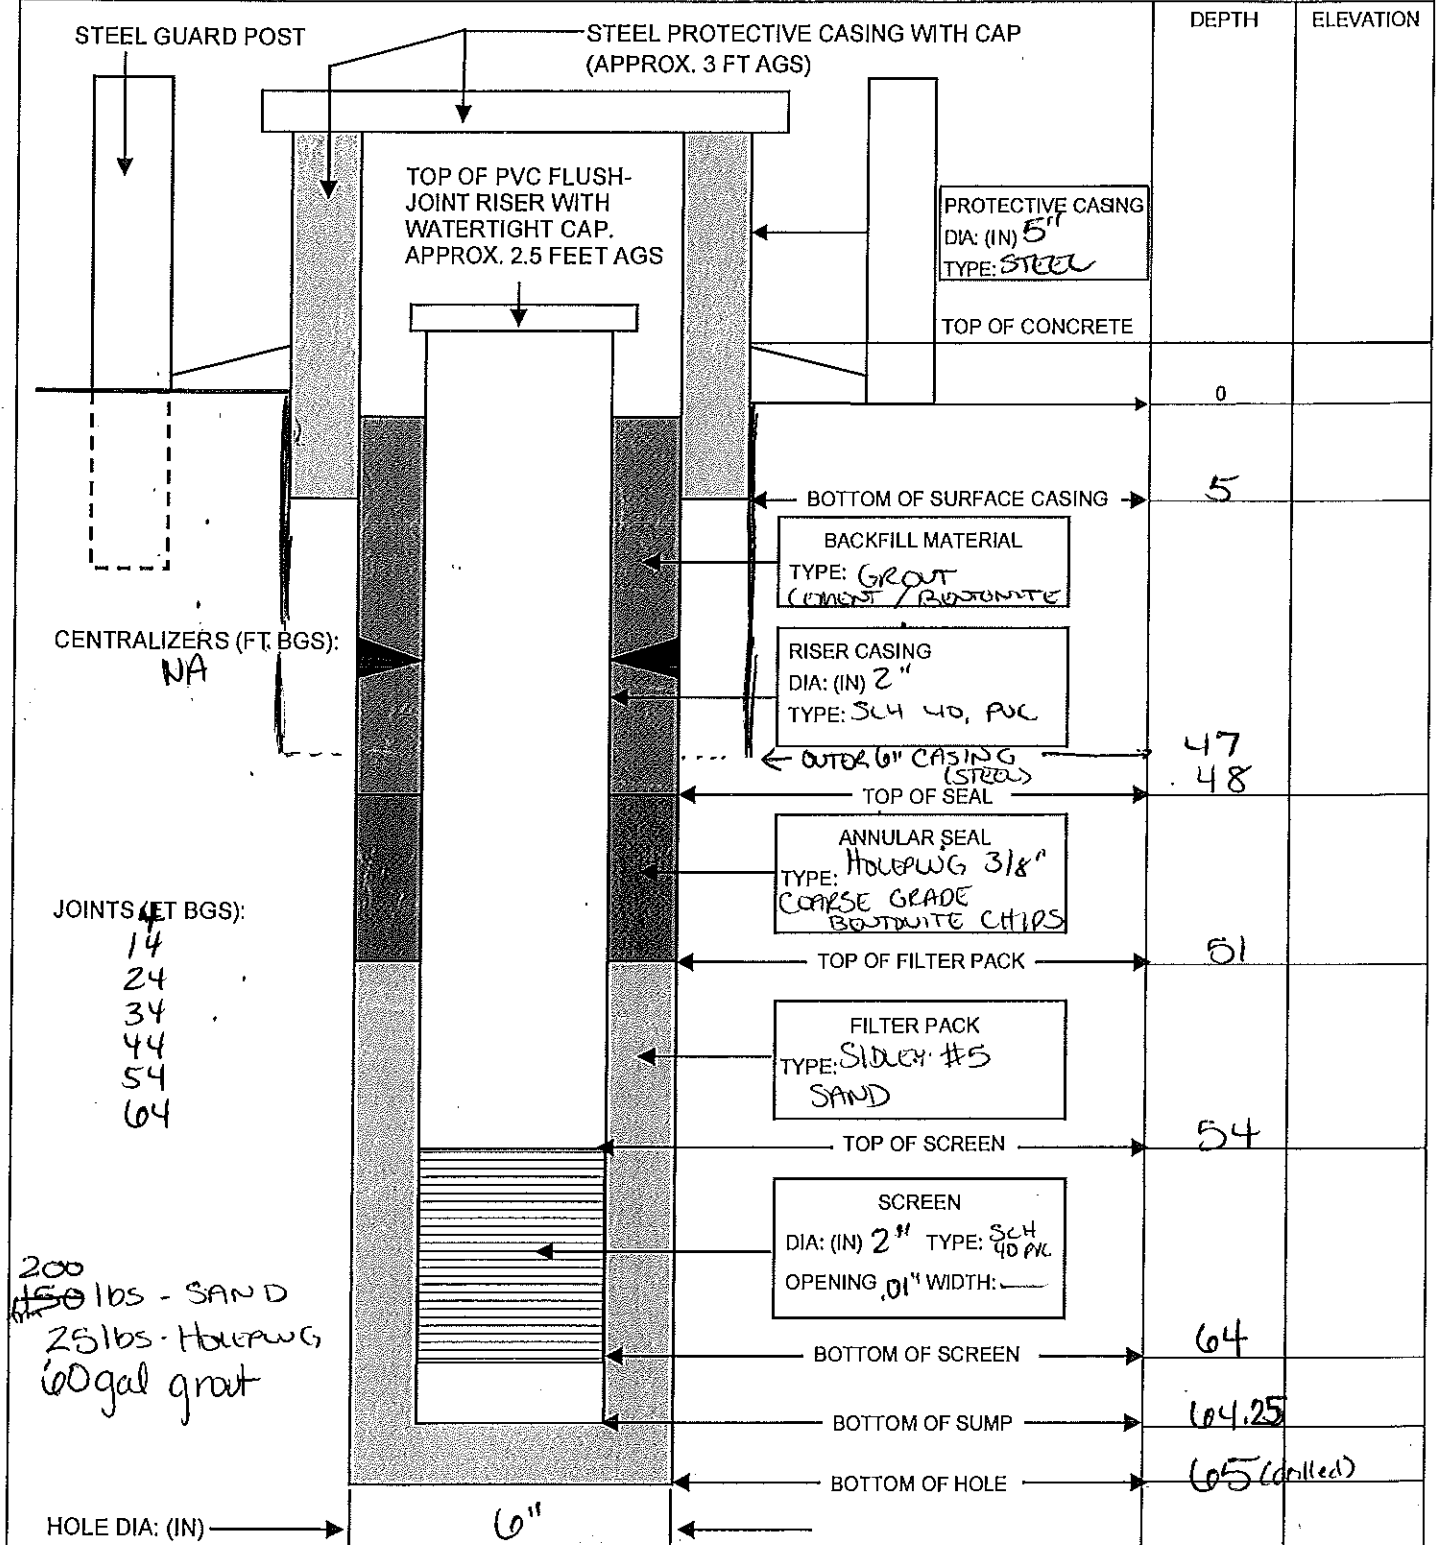 DEPTH
ELEVATION
STEEL GUARD POST
STEEL PROTECTIVE CASING WITH CAP
(APPROX. 3 FT AGS)
TOP OF PVC FLUSH-
JOINT RISER WITH
WATERTIGHT CAP.
APPROX. 2.5 FEET AGS
PROTECTIVE CASING
DIA: (IN) 5"
TYPE: STEEL
TOP OF CONCRETE
0
BOTTOM OF SURFACE CASING
5
BACKFILL MATERIAL
TYPE: GROUT
CEMENT / BENTONITE
CENTRALIZERS (FT. BGS):
NA
RISER CASING
DIA: (IN) 2"
TYPE: SCH 40, PVC
OUTER 6" CASING
(STEEL)
47
TOP OF SEAL
48
ANNULAR SEAL
TYPE: HOLEPLUG 3/8"
COARSE GRADE
BENTONITE CHIPS
JOINTS (FT BGS):
4
14
24
34
44
54
64
TOP OF FILTER PACK
51
FILTER PACK
TYPE: SIDLEY #5
SAND
TOP OF SCREEN
54
SCREEN
DIA: (IN) 2" TYPE: SCH
40 PVC
OPENING .01" WIDTH: —
200
150 lbs - SAND
25 lbs - HOLEPLUG
60 gal grout
BOTTOM OF SCREEN
64
BOTTOM OF SUMP
64.25
BOTTOM OF HOLE
65 (drilled)
HOLE DIA: (IN)
6"